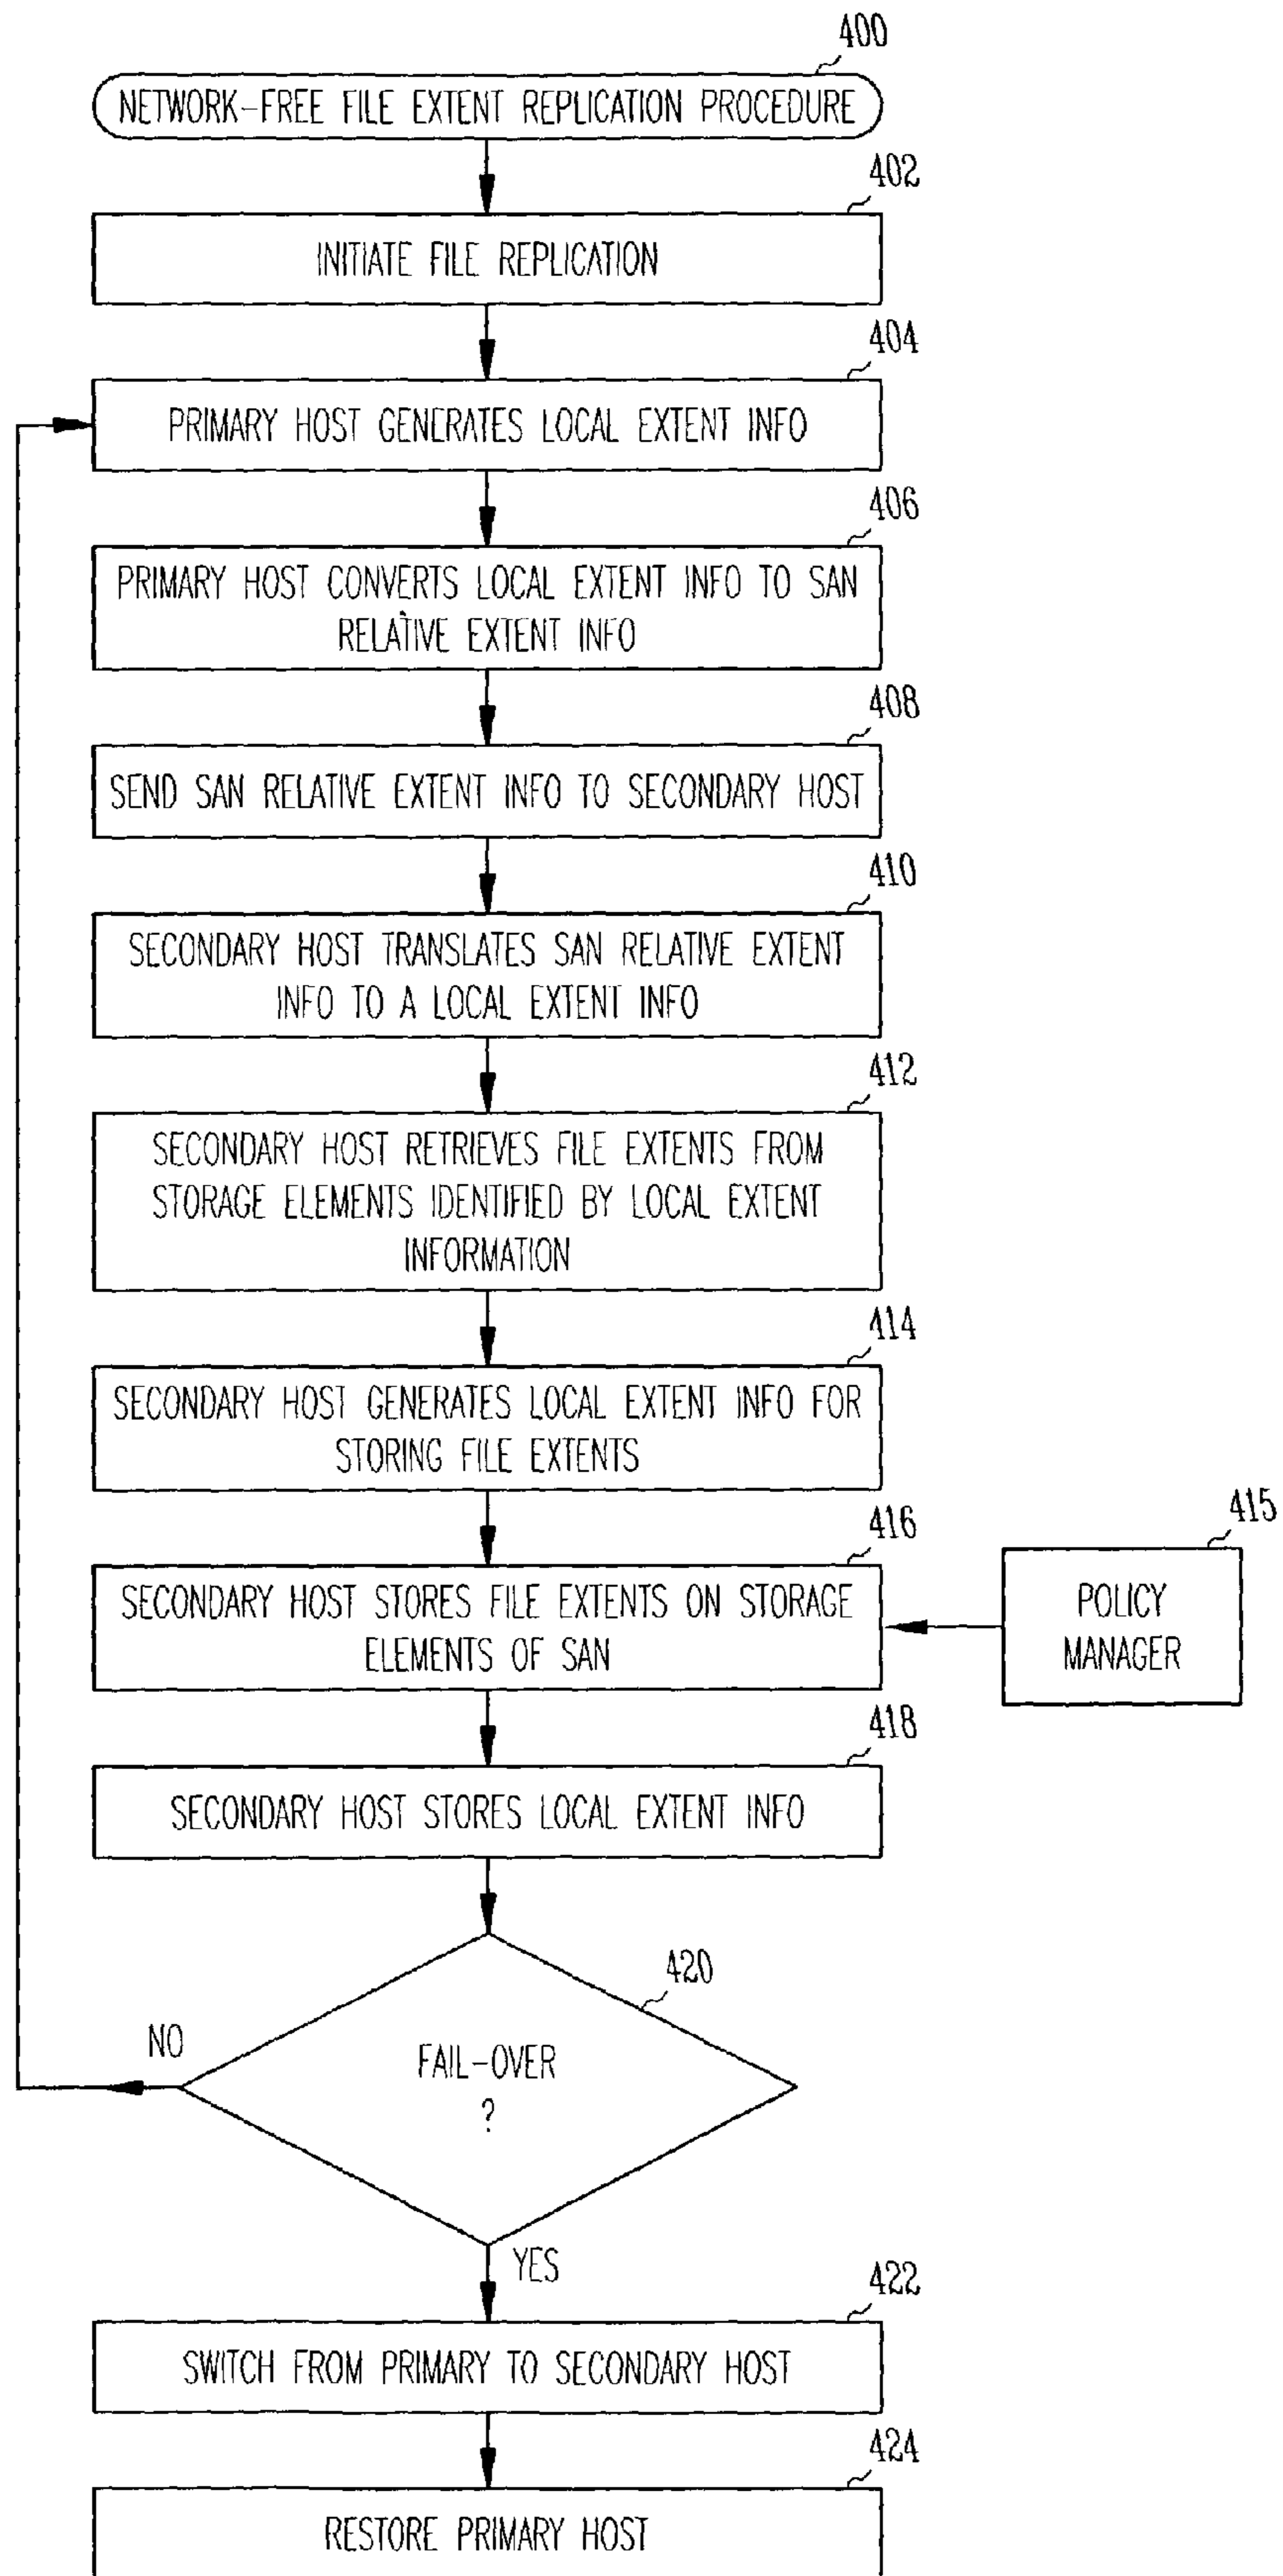 400
NETWORK-FREE FILE EXTENT REPLICATION PROCEDURE
402
INITIATE FILE REPLICATION
404
PRIMARY HOST GENERATES LOCAL EXTENT INFO
406
PRIMARY HOST CONVERTS LOCAL EXTENT INFO TO SAN
RELATIVE EXTENT INFO
408
SEND SAN RELATIVE EXTENT INFO TO SECONDARY HOST
410
SECONDARY HOST TRANSLATES SAN RELATIVE EXTENT
INFO TO A LOCAL EXTENT INFO
412
SECONDARY HOST RETRIEVES FILE EXTENTS FROM
STORAGE ELEMENTS IDENTIFIED BY LOCAL EXTENT
INFORMATION
414
SECONDARY HOST GENERATES LOCAL EXTENT INFO FOR
STORING FILE EXTENTS
416
SECONDARY HOST STORES FILE EXTENTS ON STORAGE
ELEMENTS OF SAN
415
POLICY
MANAGER
418
SECONDARY HOST STORES LOCAL EXTENT INFO
420
FAIL-OVER
?
NO
YES
422
SWITCH FROM PRIMARY TO SECONDARY HOST
424
RESTORE PRIMARY HOST